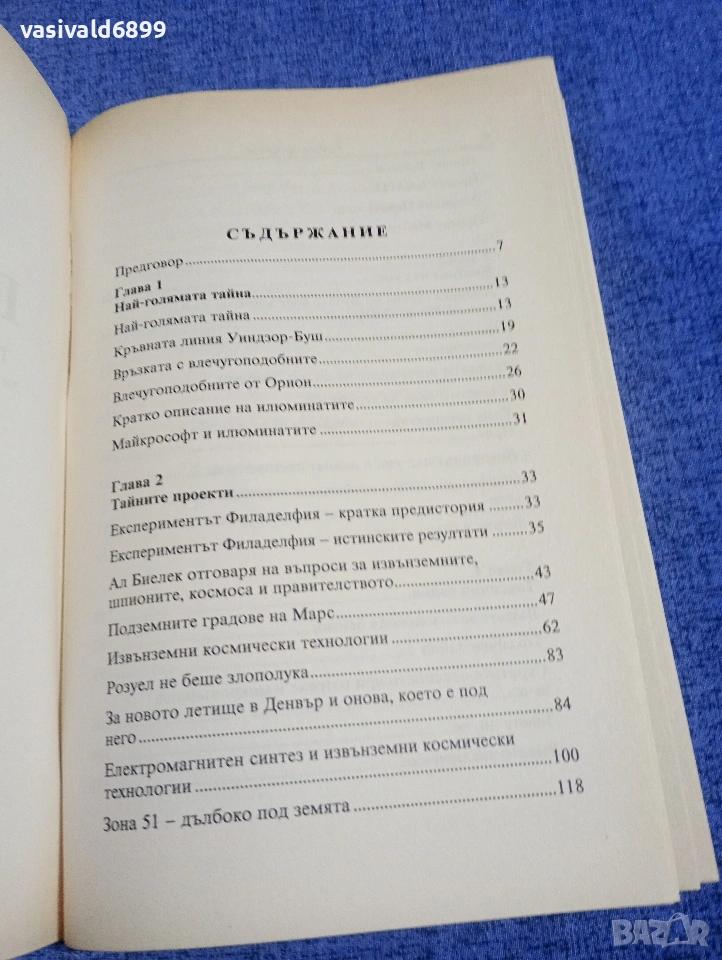 vasivald6899
СЪДЪРЖАНИЕ
Предговор..........7
Глава 1
Най-голямата тайна..........13
Най-голямата тайна..........13
Кръвната линия Уиндзор-Буш..........19
Връзката с влечугоподобните..........22
Влечугоподобните от Орион..........26
Кратко описание на илюминатите..........30
Майкрософт и илюминатите..........31
Глава 2
Тайните проекти..........33
Експериментът Филаделфия – кратка предистория..........33
Експериментът Филаделфия – истинските резултати..........35
Ал Биелек отговаря на въпроси за извънземните,
шпионите, космоса и правителството..........43
Подземните градове на Марс..........47
Извънземни космически технологии..........62
Розуел не беше злополука..........83
За новото летище в Денвър и онова, което е под
него..........84
Електромагнитен синтез и извънземни космически
технологии..........100
Зона 51 – дълбоко под земята..........118
BAZAR